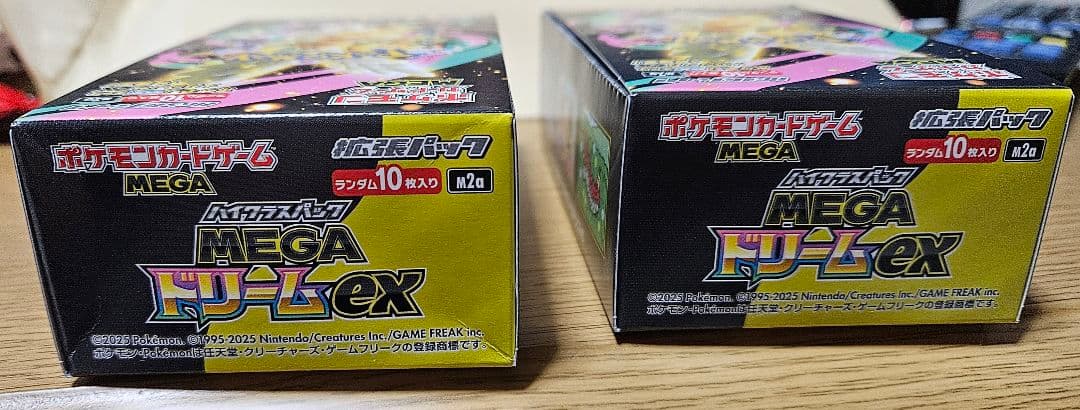 ポケモンカードゲーム
MEGA
拡張パック
ランダム10枚入り
M2a
ハイクラスパック
MEGA
ドリームex
©2025 Pokémon. ©1995-2025 Nintendo/Creatures Inc./GAME FREAK inc.
ポケモン・Pokémonは任天堂・クリーチャーズ・ゲームフリークの登録商標です。
ポケモンカードゲーム
MEGA
拡張パック
ランダム10枚入り
M2a
ハイクラスパック
MEGA
ドリームex
©2025 Pokémon. ©1995-2025 Nintendo/Creatures Inc./GAME FREAK inc.
ポケモン・Pokémonは任天堂・クリーチャーズ・ゲームフリークの登録商標です。